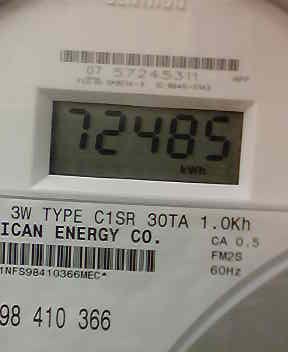 07 57245311
72485
kWh
3W TYPE C1SR 30TA 1.0Kh
ICAN ENERGY CO.
CA 0.5
FM2S
60Hz
1NFS98410366MEC*
98 410 366